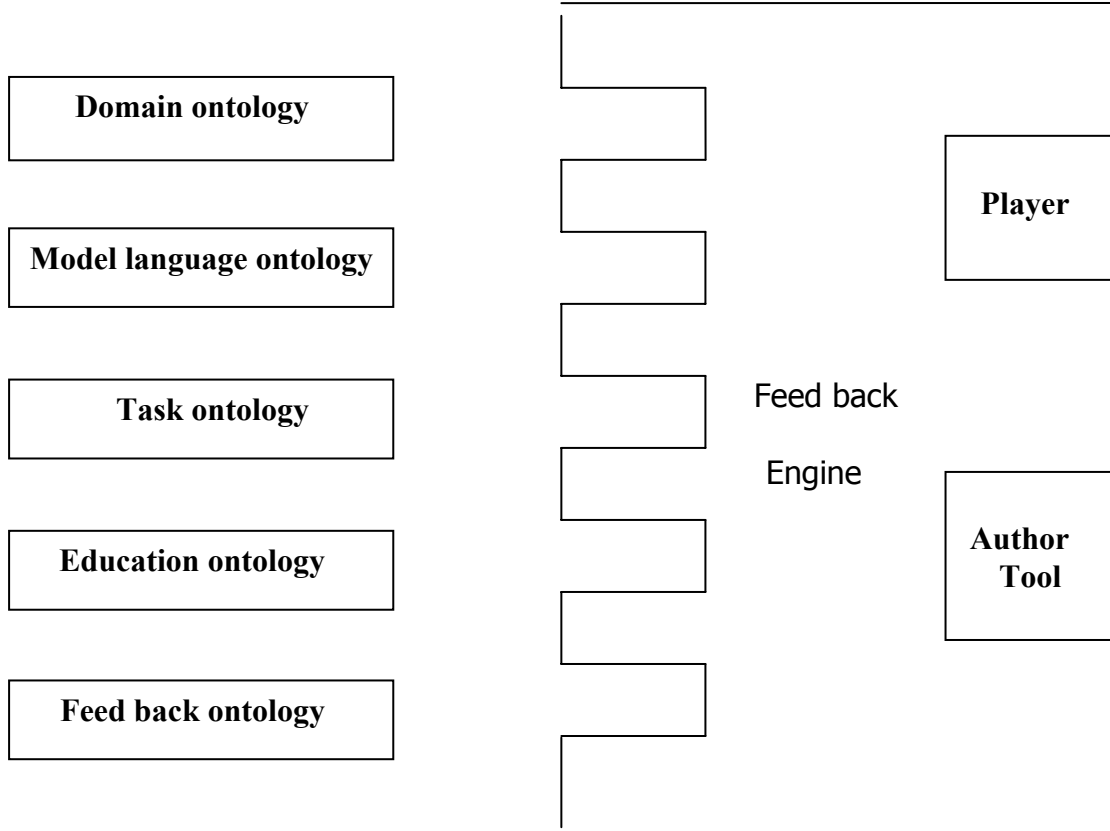 Domain ontology
Model language ontology
Task ontology
Education ontology
Feed back ontology
Feed back
Engine
Player
Author
Tool